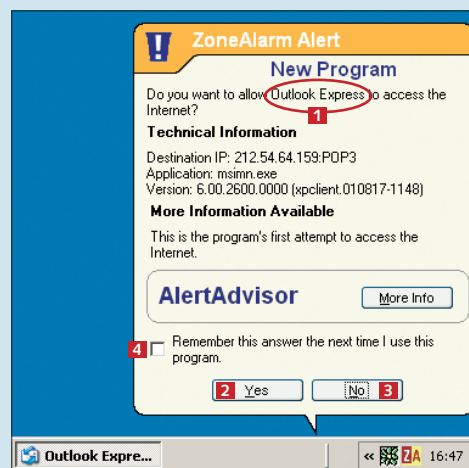 ZoneAlarm Alert
New Program
Do you want to allow Outlook Express to access the
Internet?
1
Technical Information
Destination IP: 212.54.64.159:POP3
Application: msimn.exe
Version: 6.00.2600.0000 (xpclient.010817-1148)
More Information Available
This is the program's first attempt to access the
Internet.
AlertAdvisor More Info
4 Remember this answer the next time I use this
program.
2 Yes No 3
Outlook Expre... « ZA 16:47